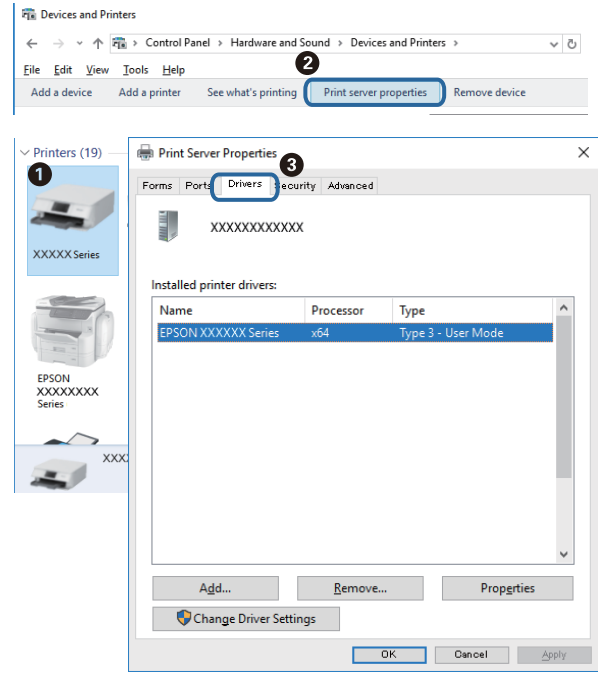 Devices and Printers
Control Panel > Hardware and Sound > Devices and Printers >
2
File Edit View Tools Help
Add a device Add a printer See what's printing Print server properties Remove device
Printers (19)
1
XXXXX Series
EPSON
XXXXXXXX
Series
XXX
Print Server Properties
3
Forms Ports Drivers Security Advanced
XXXXXXXXXXXX
Installed printer drivers:
Name Processor Type
EPSON XXXXXX Series x64 Type 3 - User Mode
Add... Remove... Properties
Change Driver Settings
OK Cancel Apply